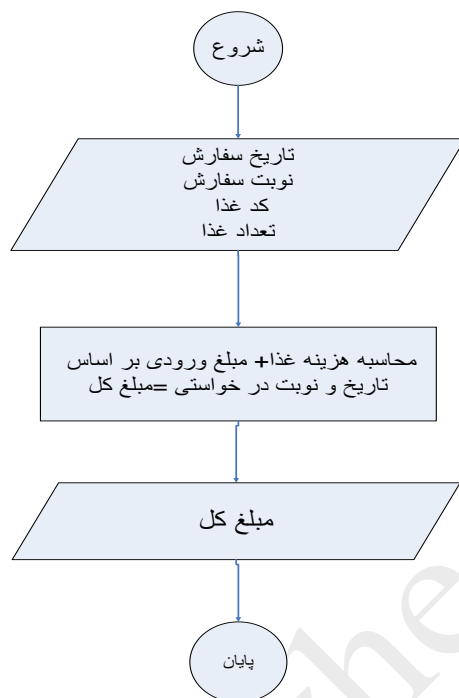 شروع
تاریخ سفارش
نوبت سفارش
کد غذا
تعداد غذا
محاسبه هزینه غذا+ مبلغ ورودی بر اساس
تاریخ و نوبت در خواستی =مبلغ کل
مبلغ کل
پایان